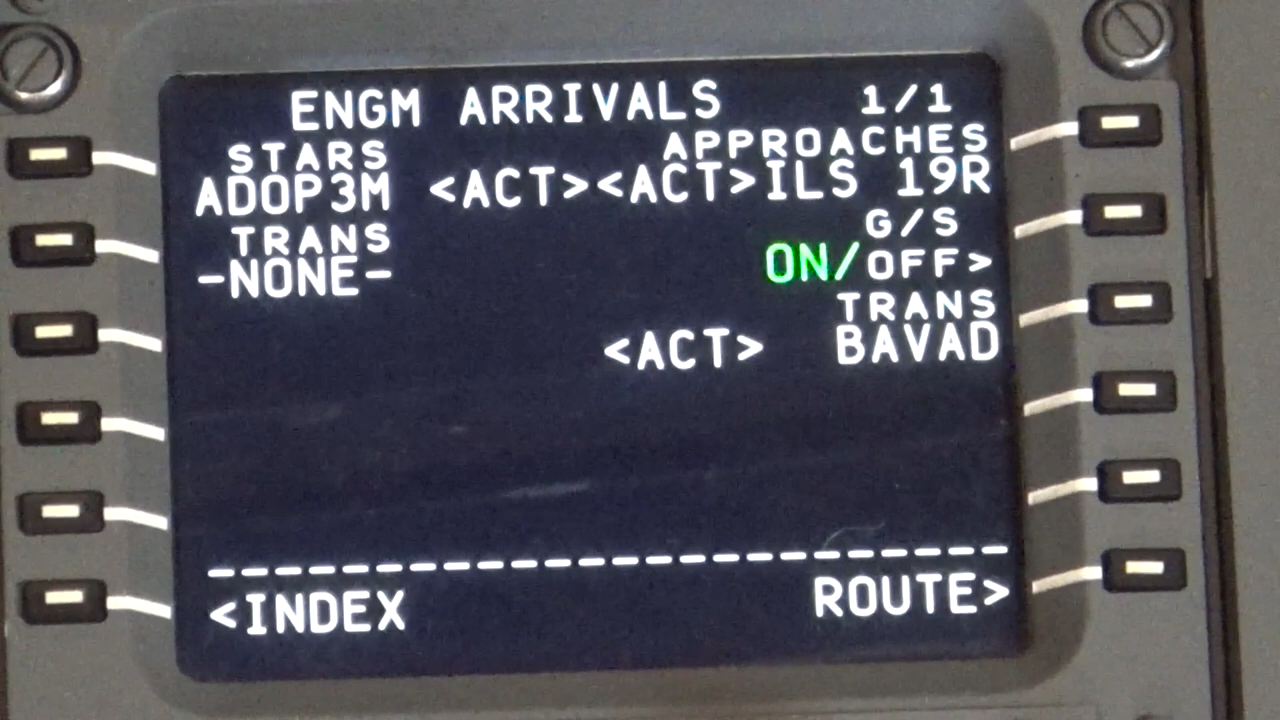 ENGM ARRIVALS 1/1
STARS APPROACHES
ADOP3M <ACT><ACT>ILS 19R
TRANS G/S
-NONE- ON/OFF>
TRANS
<ACT> BAVAD
------------------------
<INDEX ROUTE>